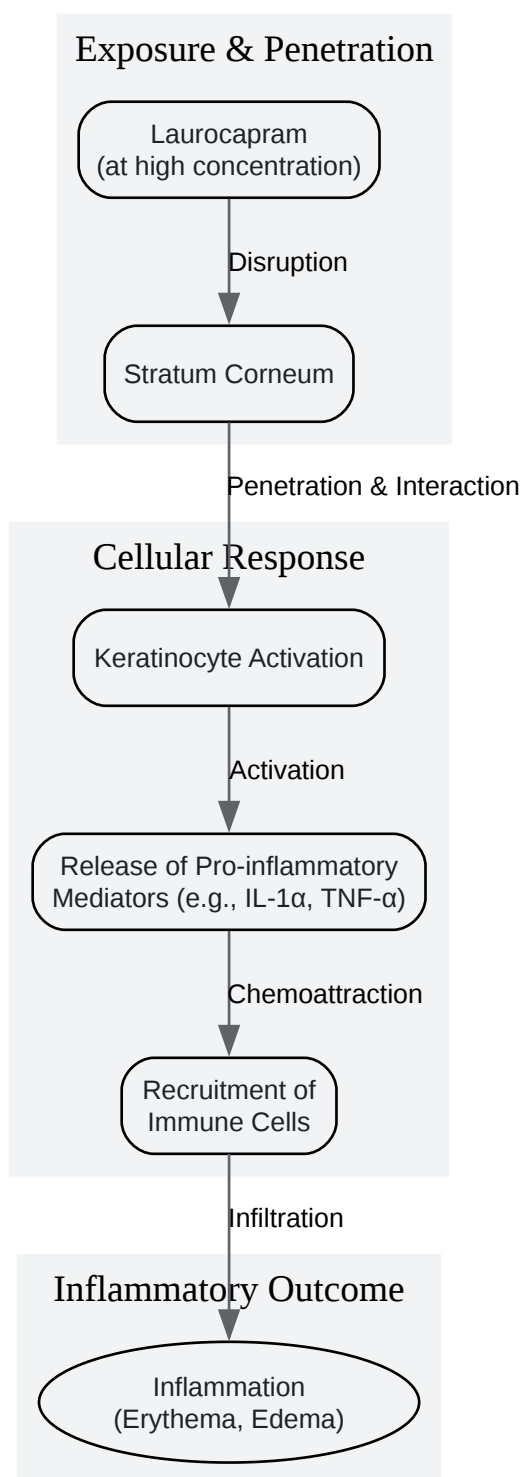 Exposure & Penetration
Laurocapram
(at high concentration)
Disruption
Stratum Corneum
Penetration & Interaction
Cellular Response
Keratinocyte Activation
Activation
Release of Pro-inflammatory
Mediators (e.g., IL-1α, TNF-α)
Chemoattraction
Recruitment of
Immune Cells
Infiltration
Inflammatory Outcome
Inflammation
(Erythema, Edema)